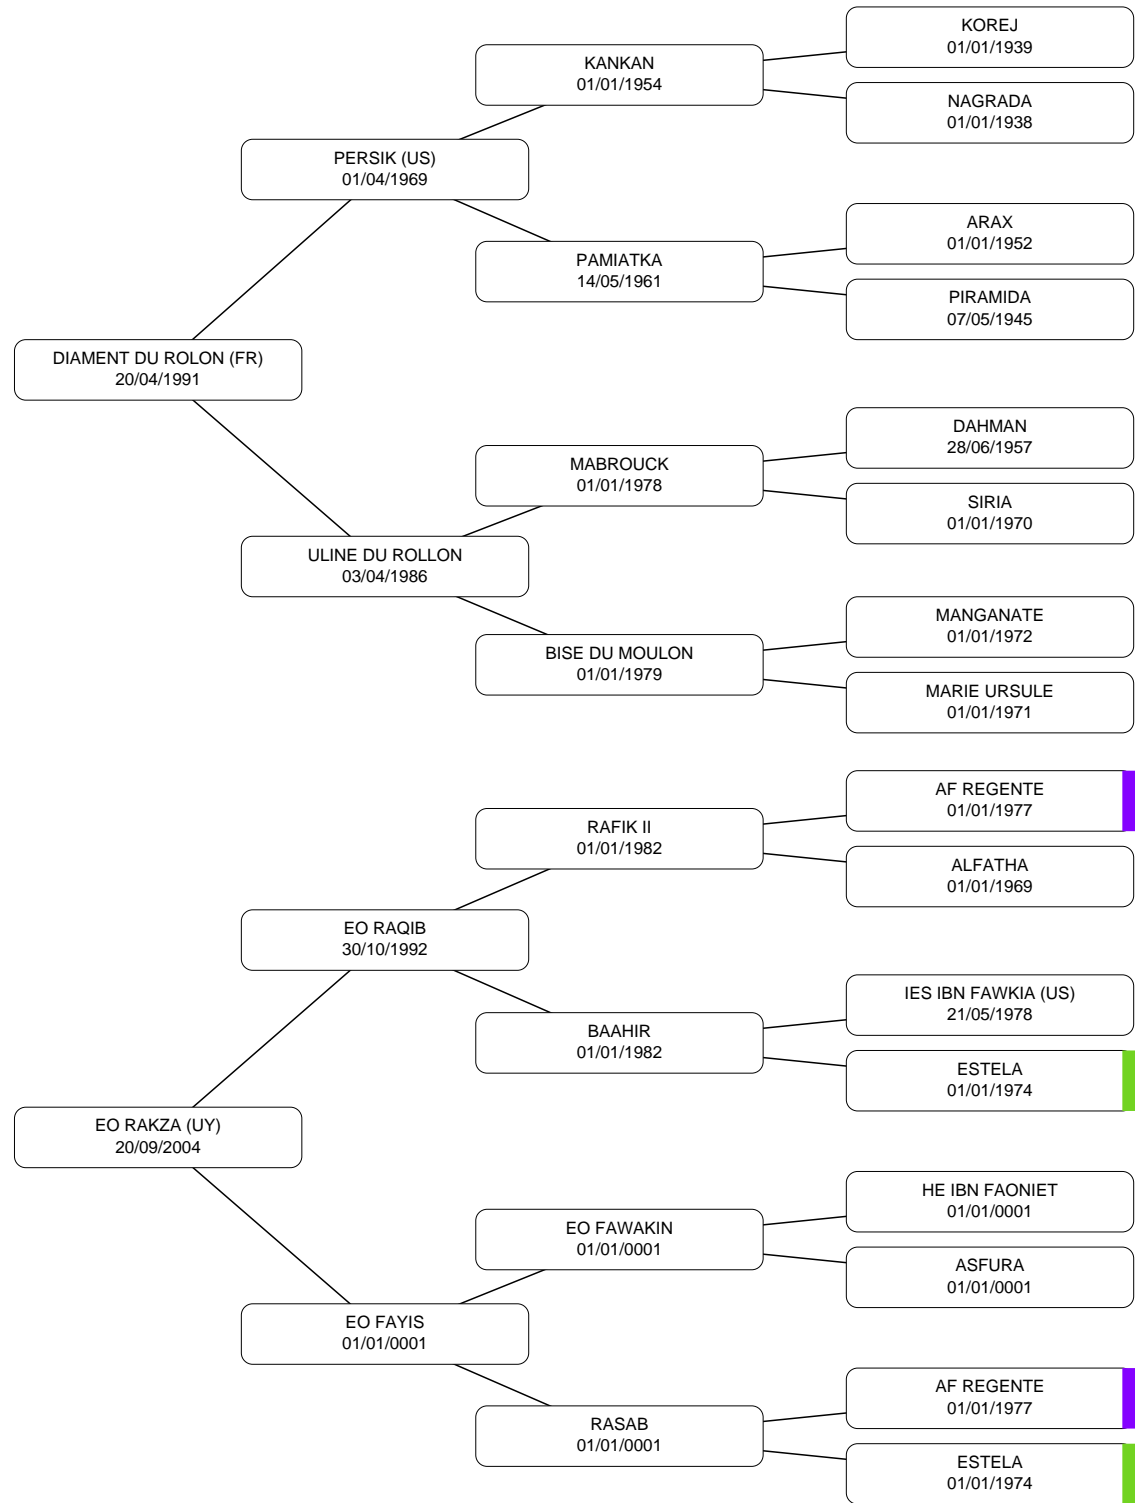 KOREJ
01/01/1939
KANKAN
01/01/1954
NAGRADA
01/01/1938
PERSIK (US)
01/04/1969
ARAX
01/01/1952
PAMIATKA
14/05/1961
PIRAMIDA
07/05/1945
DIAMENT DU ROLON (FR)
20/04/1991
DAHMAN
28/06/1957
MABROUCK
01/01/1978
SIRIA
01/01/1970
ULINE DU ROLLON
03/04/1986
MANGANATE
01/01/1972
BISE DU MOULON
01/01/1979
MARIE URSULE
01/01/1971
AF REGENTE
01/01/1977
RAFIK II
01/01/1982
ALFATHA
01/01/1969
EO RAQIB
30/10/1992
IES IBN FAWKIA (US)
21/05/1978
BAAHIR
01/01/1982
ESTELA
01/01/1974
EO RAKZA (UY)
20/09/2004
HE IBN FAONIET
01/01/0001
EO FAWAKIN
01/01/0001
ASFURA
01/01/0001
EO FAYIS
01/01/0001
AF REGENTE
01/01/1977
RASAB
01/01/0001
ESTELA
01/01/1974